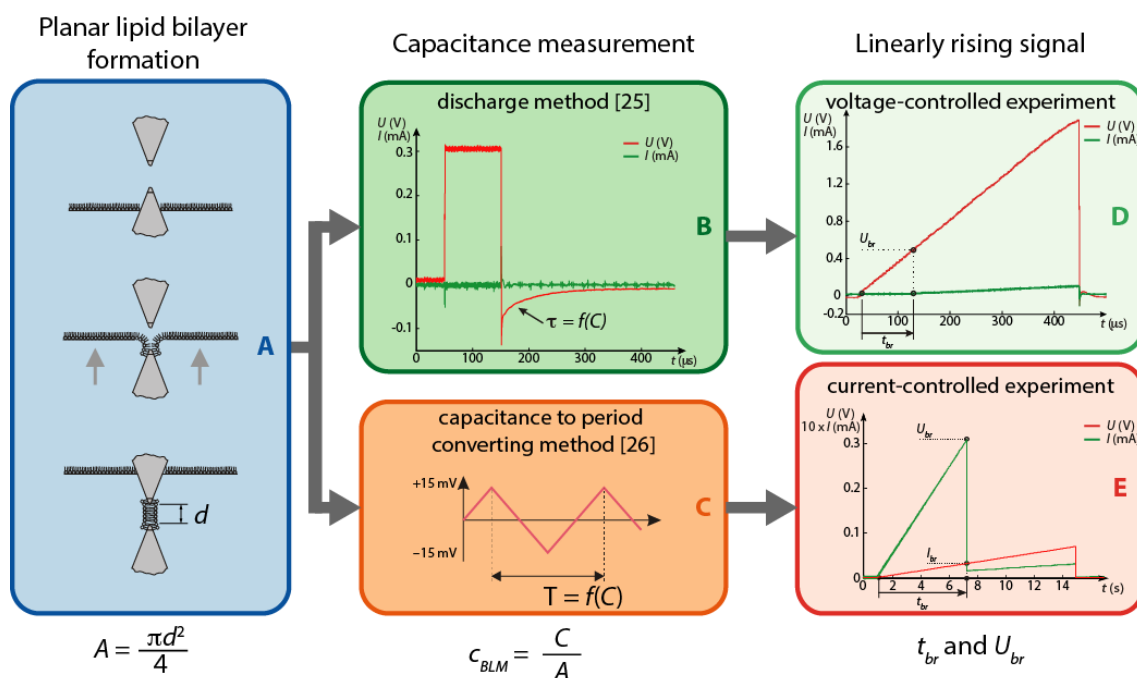 Planar lipid bilayer
formation
A
d
A = πd²/4
Capacitance measurement
discharge method [25]
U (V)
I (mA)
U (V)
I (mA)
0.3
0.2
0.1
0
-0.1
τ = f(C)
0 100 200 300 400 t (µs)
B
capacitance to period
converting method [26]
+15 mV
−15 mV
T = f(C)
C
c_BLM = C/A
Linearly rising signal
voltage-controlled experiment
U (V)
I (mA)
U (V)
I (mA)
1.6
1.2
0.8
U_br
0.4
0
-0.2
0 100 200 400 t (µs)
t_br
D
current-controlled experiment
U (V)
10 x I (mA)
U (V)
I (mA)
0.3
U_br
0.2
0.1
I_br
0
0 2 4 6 8 10 12 14 t (s)
t_br
E
t_br and U_br